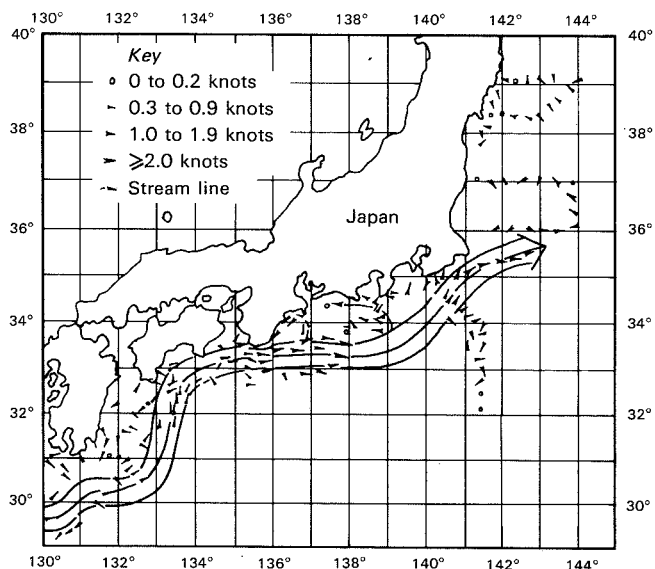 130° 132° 134° 136° 138° 140° 142° 144°
40° 40°
Key
0 to 0.2 knots
0.3 to 0.9 knots
1.0 to 1.9 knots
⩾2.0 knots
Stream line
38° 38°
Japan
36° 36°
34° 34°
32° 32°
30° 30°
130° 132° 134° 136° 138° 140° 142° 144°